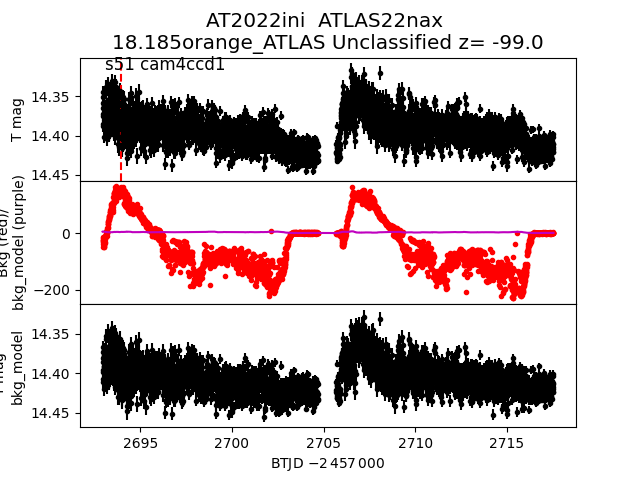 AT2022ini ATLAS22nax
18.185orange_ATLAS Unclassified z= -99.0
s51 cam4ccd1
T mag
14.35
14.40
14.45
Bkg (red)/
bkg_model (purple)
0
−200
mag
bkg_model
14.35
14.40
14.45
2695
2700
2705
2710
2715
BTJD −2 457 000